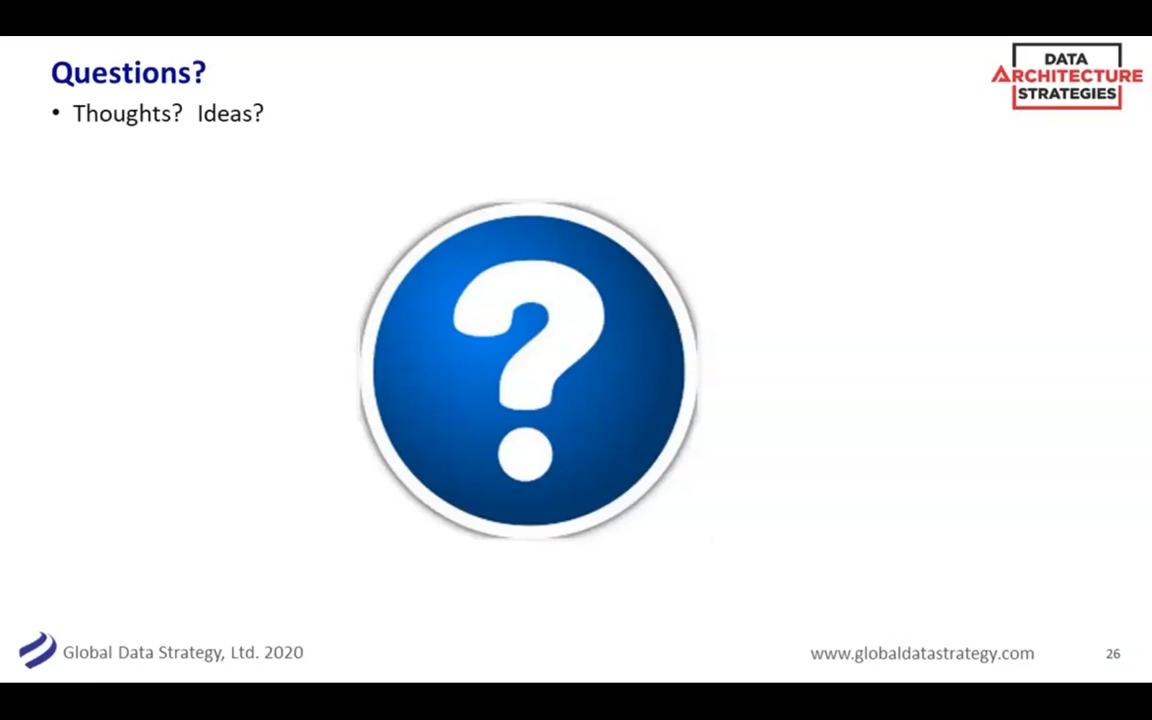 Questions?
DATA
ARCHITECTURE
STRATEGIES
• Thoughts? Ideas?
?
Global Data Strategy, Ltd. 2020
www.globaldatastrategy.com
26